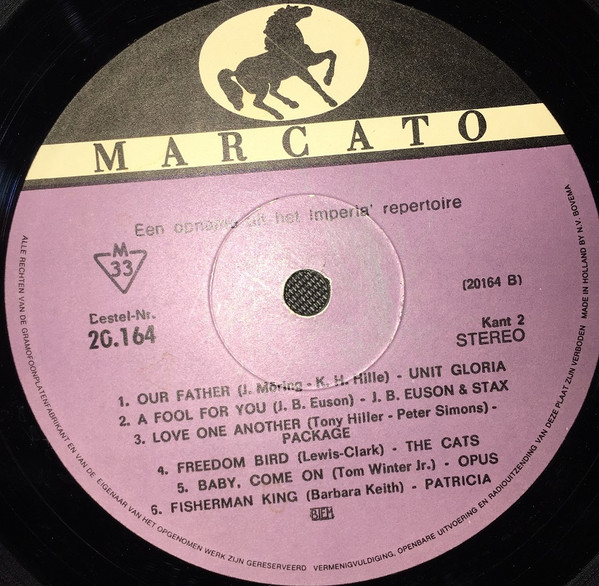 MARCATO
Een opname uit het Imperial repertoire
M
33
(20164 B)
Bestel-Nr.
20.164
Kant 2
STEREO
1. OUR FATHER (J. Möring - K. H. Hille) - UNIT GLORIA
2. A FOOL FOR YOU (J. B. Euson) - J. B. EUSON & STAX
3. LOVE ONE ANOTHER (Tony Hiller - Peter Simons) -
PACKAGE
4. FREEDOM BIRD (Lewis-Clark) - THE CATS
5. BABY, COME ON (Tom Winter Jr.) - OPUS
6. FISHERMAN KING (Barbara Keith) - PATRICIA
BIEM
ALLE RECHTEN VAN DE GRAMOFOONPLATENFABRIKANT EN VAN DE EIGENAAR VAN HET OPGENOMEN WERK ZIJN GERESERVEERD VERMENIGVULDIGING, OPENBARE UITVOERING EN RADIOUITZENDING VAN DEZE PLAAT ZIJN VERBODEN MADE IN HOLLAND BY N.V. BOVEMA